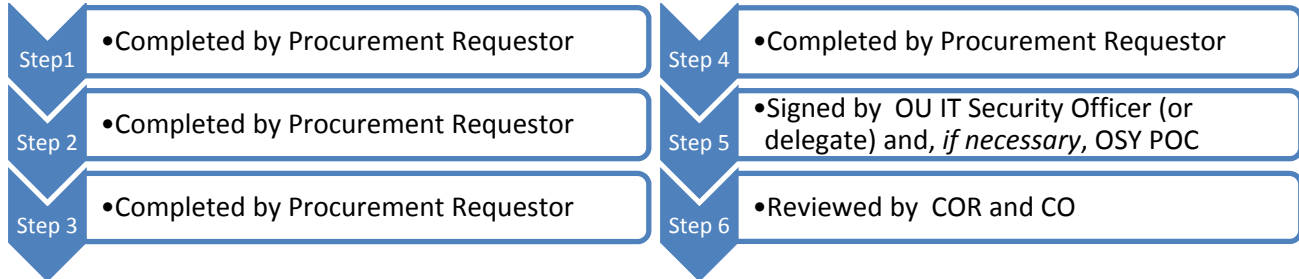 Step1
•Completed by Procurement Requestor
Step 2
•Completed by Procurement Requestor
Step 3
•Completed by Procurement Requestor
Step 4
•Completed by Procurement Requestor
Step 5
•Signed by OU IT Security Officer (or
delegate) and, if necessary, OSY POC
Step 6
•Reviewed by COR and CO